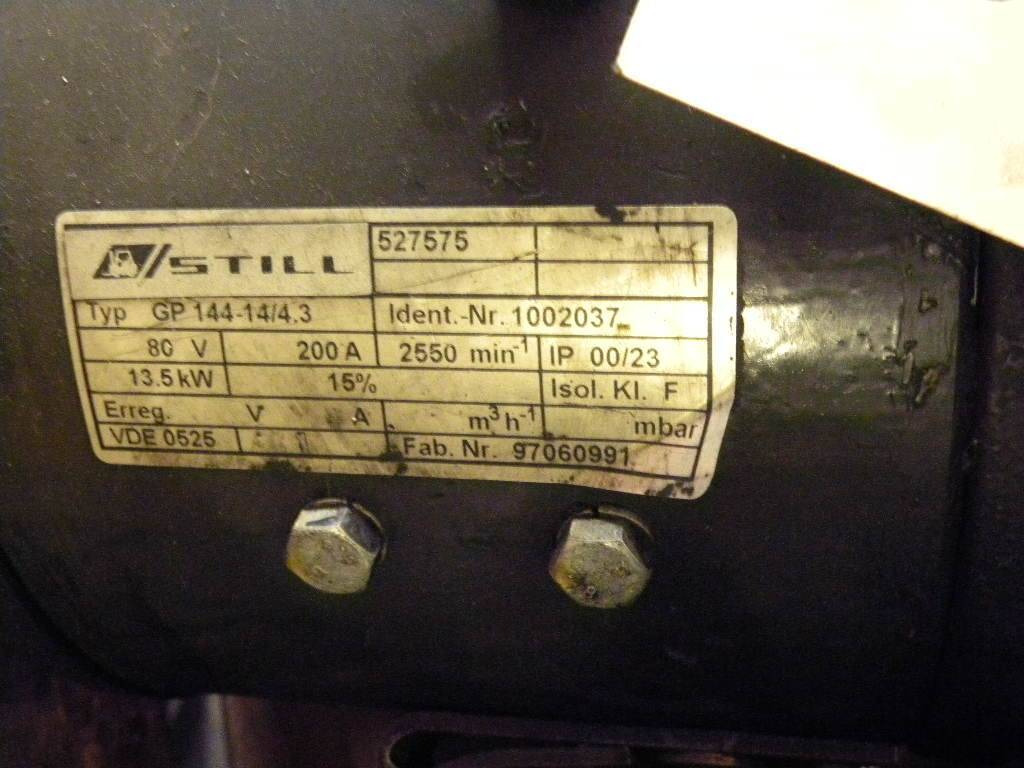 STILL 527575
Typ GP 144-14/4.3 Ident.-Nr. 1002037
80 V 200 A 2550 min-1 IP 00/23
13.5 kW 15% Isol. Kl. F
Erreg. V A m3 h-1 mbar
VDE 0525 Fab. Nr. 97060991